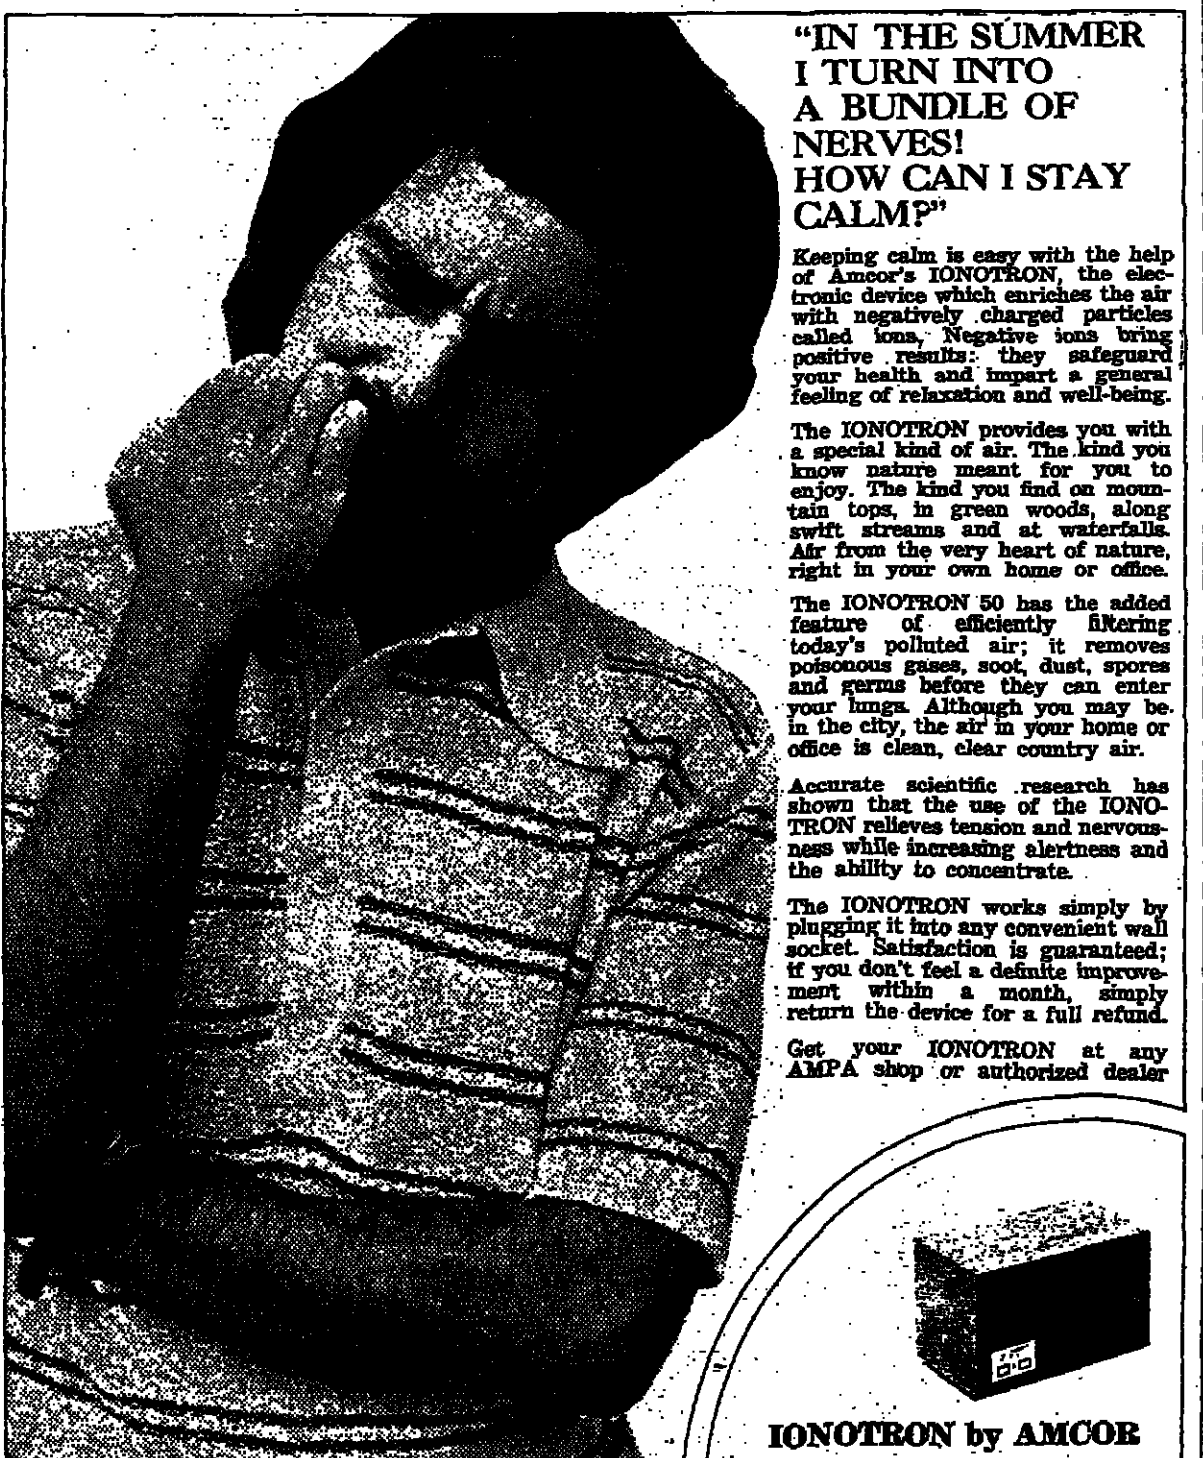 “IN THE SUMMER
I TURN INTO
A BUNDLE OF
NERVES!
HOW CAN I STAY
CALM?”
Keeping calm is easy with the help
of Amcor's IONOTRON, the elec-
tronic device which enriches the air
with negatively charged particles
called ions. Negative ions bring
positive results: they safeguard
your health and impart a general
feeling of relaxation and well-being.
The IONOTRON provides you with
a special kind of air. The kind you
know nature meant for you to
enjoy. The kind you find on moun-
tain tops, in green woods, along
swift streams and at waterfalls.
Air from the very heart of nature,
right in your own home or office.
The IONOTRON 50 has the added
feature of efficiently filtering
today's polluted air; it removes
poisonous gases, soot, dust, spores
and germs before they can enter
your lungs. Although you may be
in the city, the air in your home or
office is clean, clear country air.
Accurate scientific research has
shown that the use of the IONO-
TRON relieves tension and nervous-
ness while increasing alertness and
the ability to concentrate.
The IONOTRON works simply by
plugging it into any convenient wall
socket. Satisfaction is guaranteed;
if you don't feel a definite improve-
ment within a month, simply
return the device for a full refund.
Get your IONOTRON at any
AMPA shop or authorized dealer
IONOTRON by AMCOR